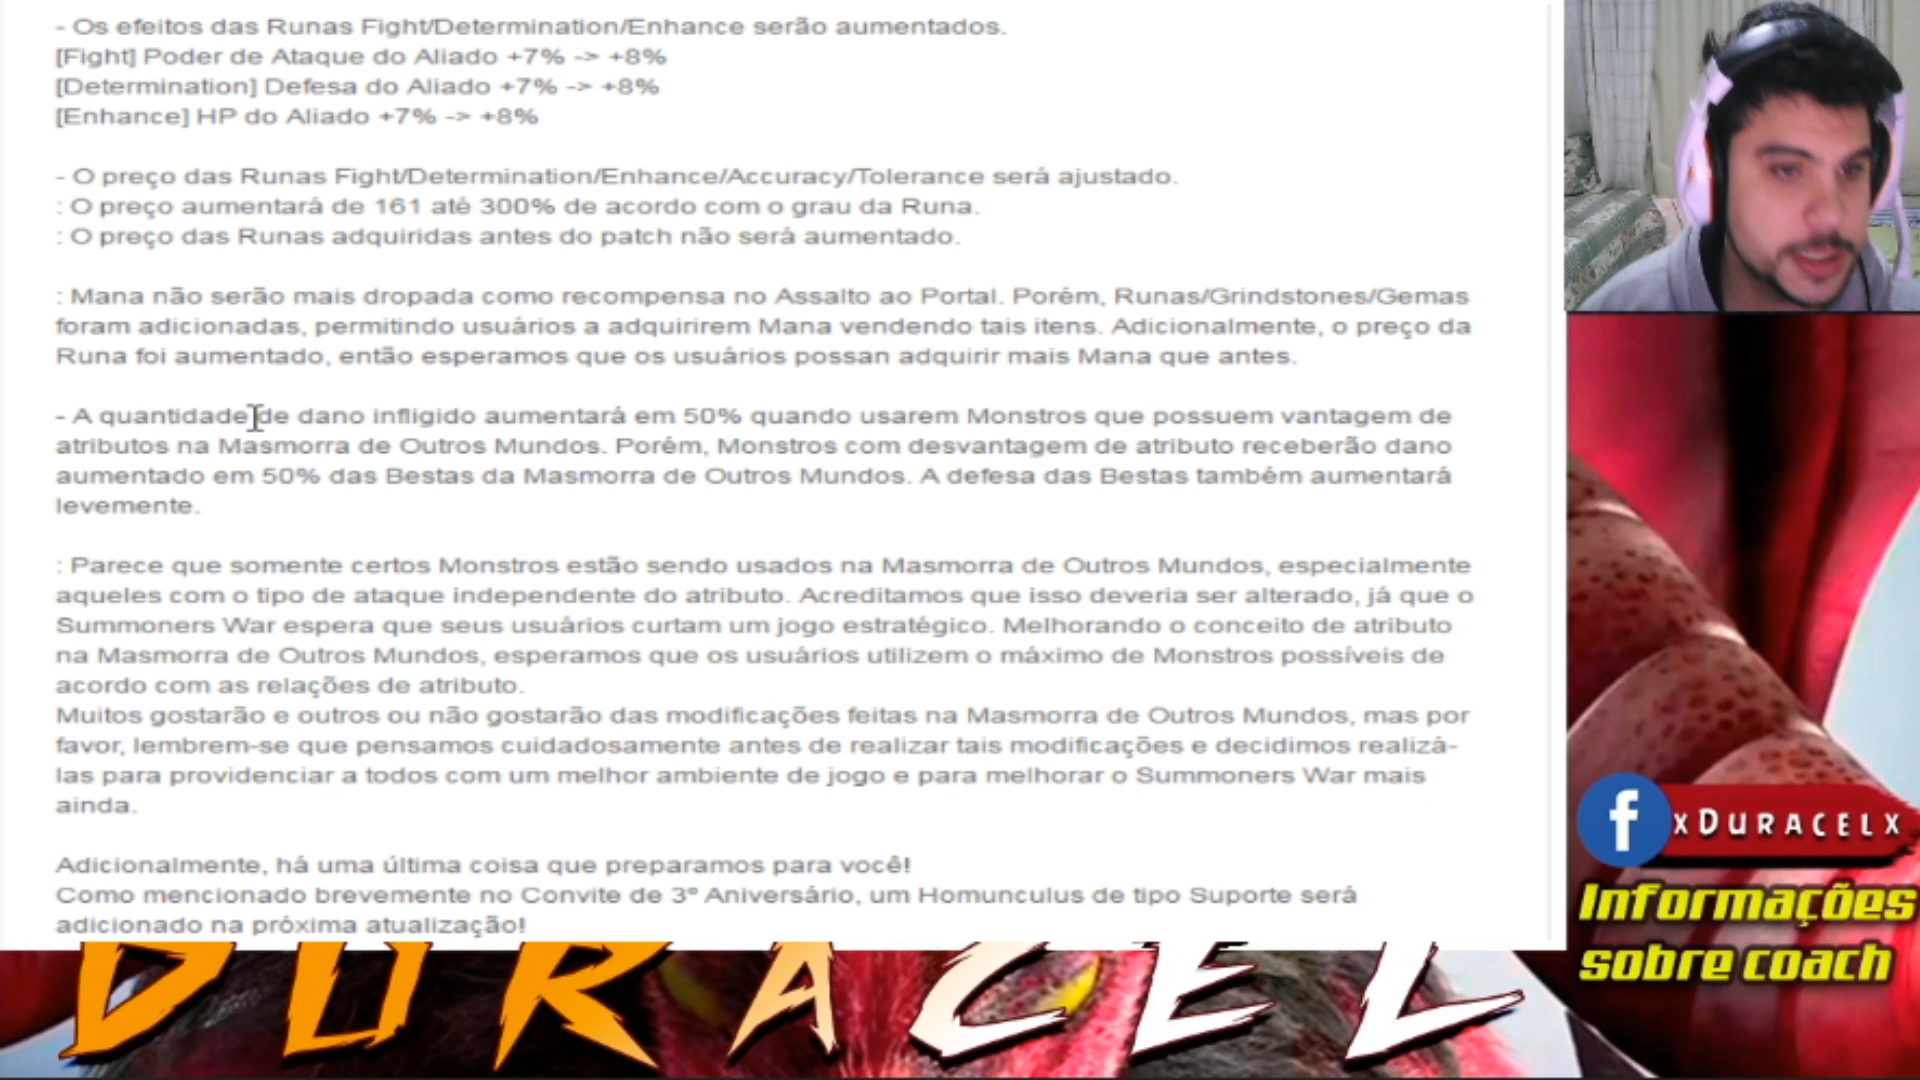 - Os efeitos das Runas Fight/Determination/Enhance serão aumentados.
[Fight] Poder de Ataque do Aliado +7% -> +8%
[Determination] Defesa do Aliado +7% -> +8%
[Enhance] HP do Aliado +7% -> +8%
- O preço das Runas Fight/Determination/Enhance/Accuracy/Tolerance será ajustado.
: O preço aumentará de 161 até 300% de acordo com o grau da Runa.
: O preço das Runas adquiridas antes do patch não será aumentado.
: Mana não serão mais dropada como recompensa no Assalto ao Portal. Porém, Runas/Grindstones/Gemas
foram adicionadas, permitindo usuários a adquirirem Mana vendendo tais itens. Adicionalmente, o preço da
Runa foi aumentado, então esperamos que os usuários possan adquirir mais Mana que antes.
- A quantidade de dano infligido aumentará em 50% quando usarem Monstros que possuem vantagem de
atributos na Masmorra de Outros Mundos. Porém, Monstros com desvantagem de atributo receberão dano
aumentado em 50% das Bestas da Masmorra de Outros Mundos. A defesa das Bestas também aumentará
levemente.
: Parece que somente certos Monstros estão sendo usados na Masmorra de Outros Mundos, especialmente
aqueles com o tipo de ataque independente do atributo. Acreditamos que isso deveria ser alterado, já que o
Summoners War espera que seus usuários curtam um jogo estratégico. Melhorando o conceito de atributo
na Masmorra de Outros Mundos, esperamos que os usuários utilizem o máximo de Monstros possíveis de
acordo com as relações de atributo.
Muitos gostarão e outros ou não gostarão das modificações feitas na Masmorra de Outros Mundos, mas por
favor, lembrem-se que pensamos cuidadosamente antes de realizar tais modificações e decidimos realizá-
las para providenciar a todos com um melhor ambiente de jogo e para melhorar o Summoners War mais
ainda.
Adicionalmente, há uma última coisa que preparamos para você!
Como mencionado brevemente no Convite de 3º Aniversário, um Homunculus de tipo Suporte será
adicionado na próxima atualização!
DURACEL
f xDURACELx
Informações
sobre coach